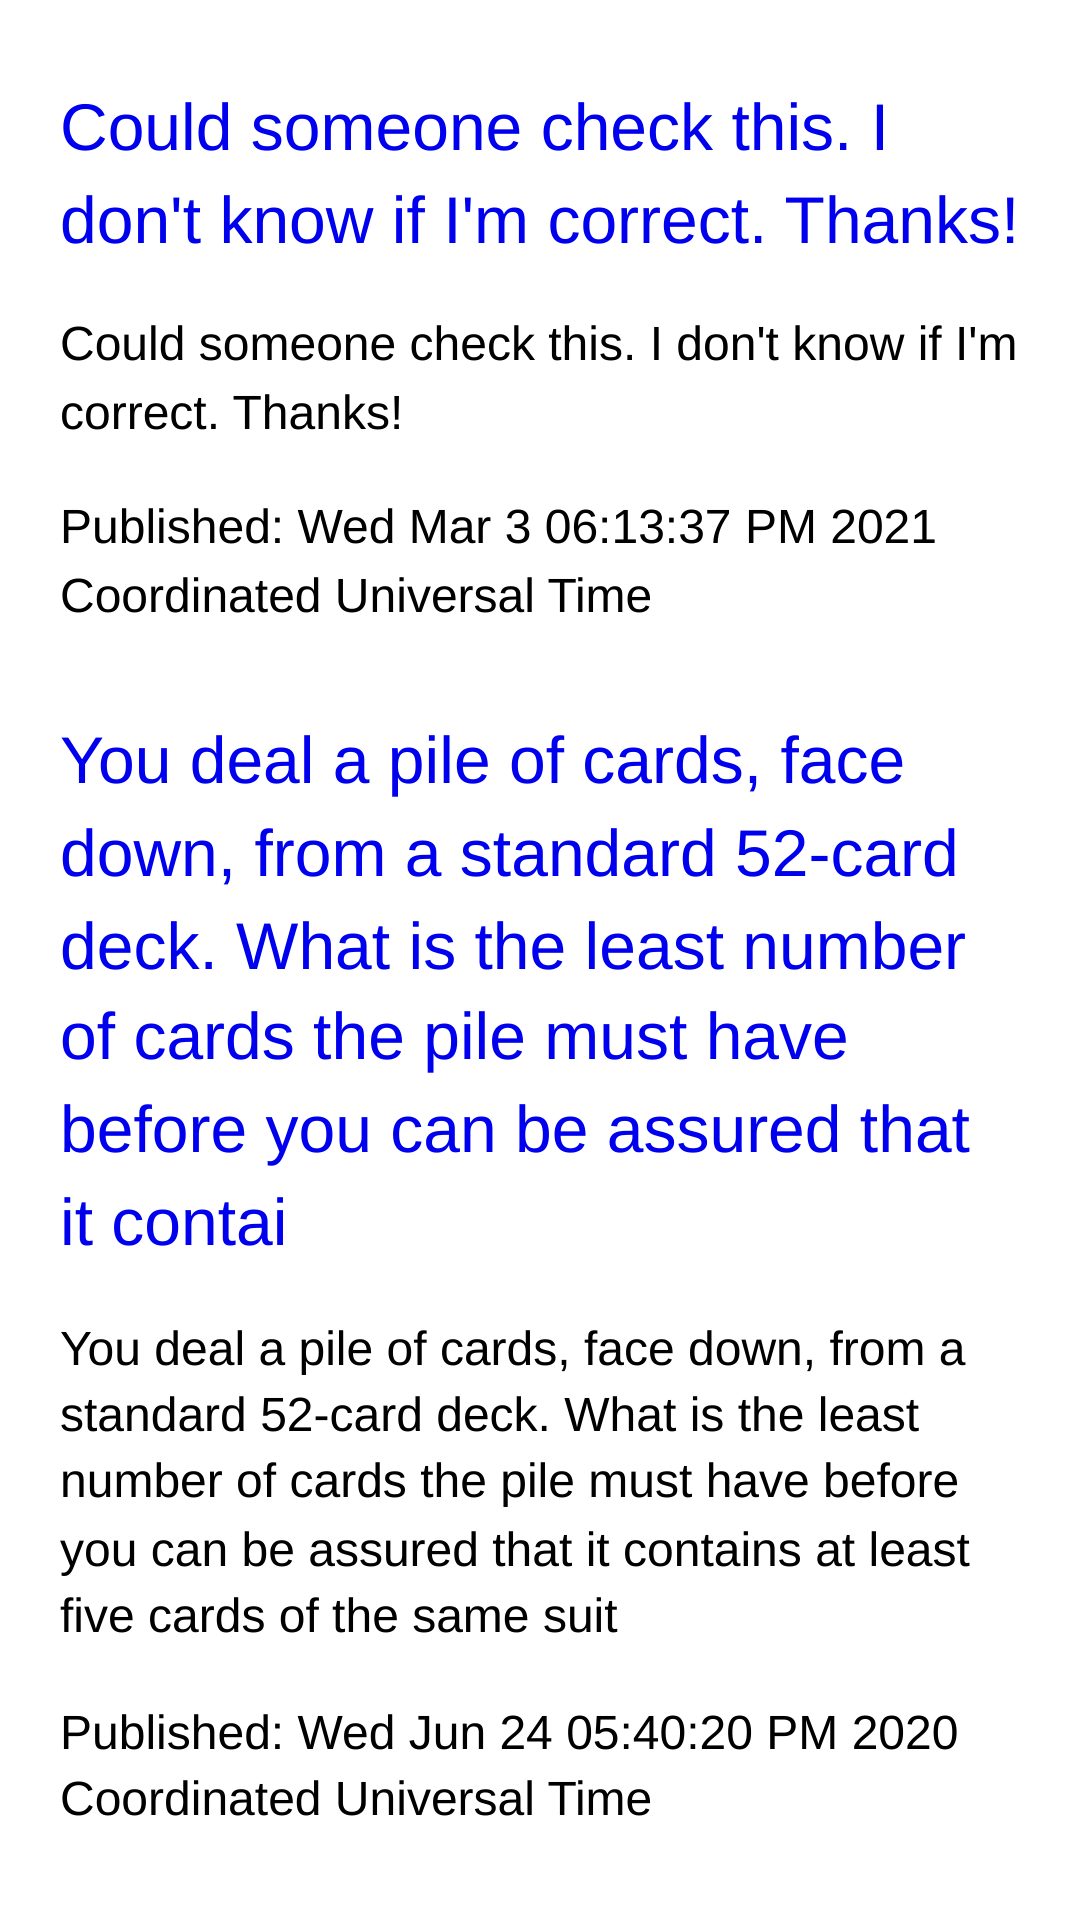 Could someone check this. I
don't know if I'm correct. Thanks!
Could someone check this. I don't know if I'm
correct. Thanks!
Published: Wed Mar 3 06:13:37 PM 2021
Coordinated Universal Time
You deal a pile of cards, face
down, from a standard 52-card
deck. What is the least number
of cards the pile must have
before you can be assured that
it contai
You deal a pile of cards, face down, from a
standard 52-card deck. What is the least
number of cards the pile must have before
you can be assured that it contains at least
five cards of the same suit
Published: Wed Jun 24 05:40:20 PM 2020
Coordinated Universal Time